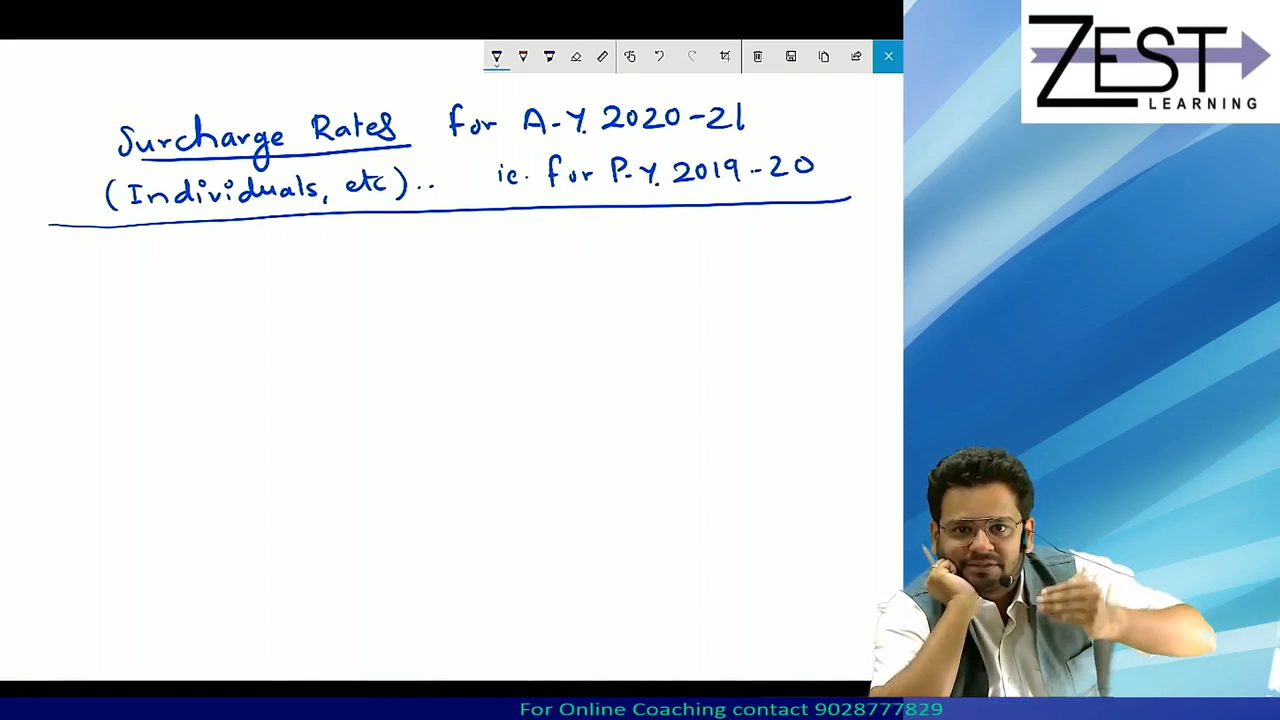 ZEST
LEARNING
Surcharge Rates for A-Y. 2020-21
(Individuals, etc).. ie. for P-Y. 2019-20
For Online Coaching contact 9028777829